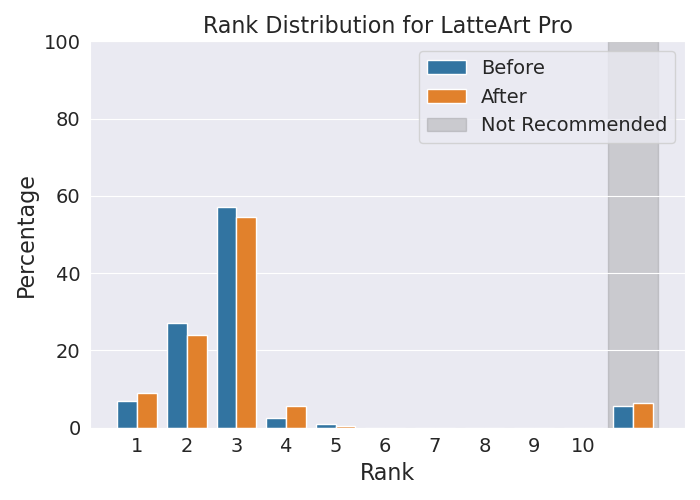 Rank Distribution for LatteArt Pro
Before
After
Not Recommended
Percentage
100
80
60
40
20
0
1 2 3 4 5 6 7 8 9 10
Rank